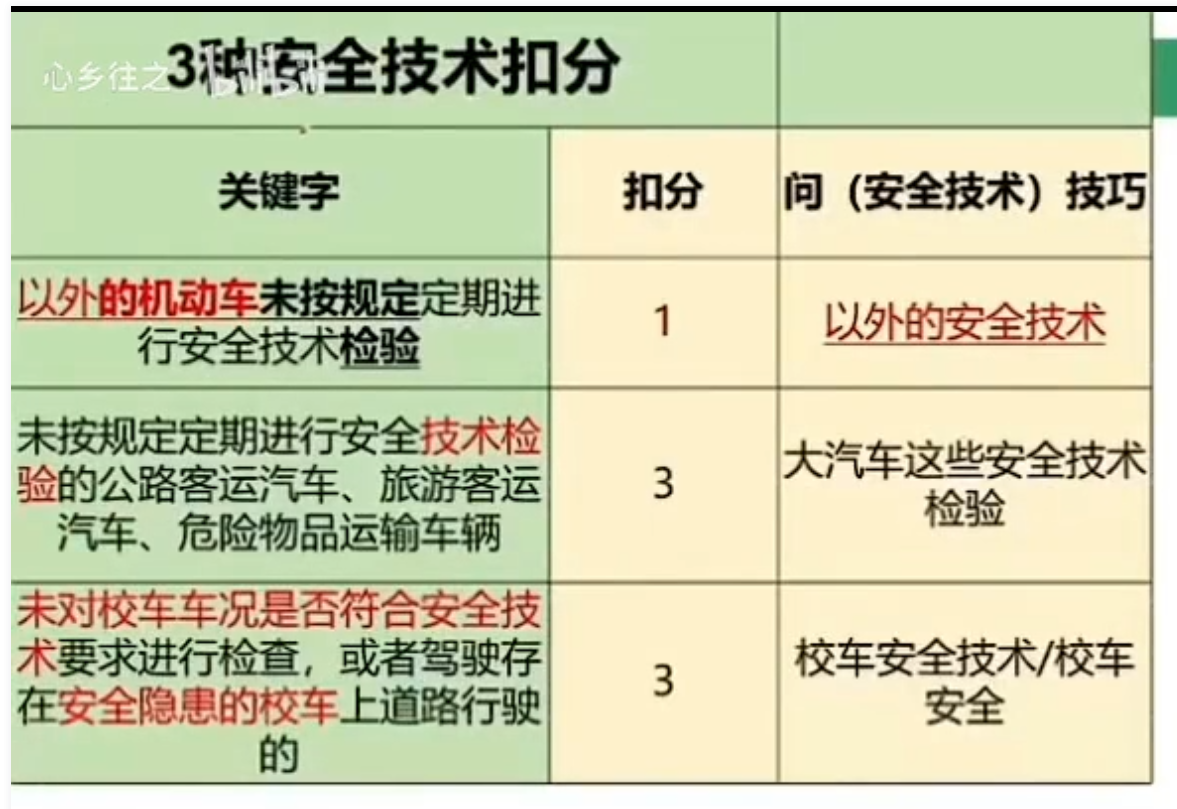 3种安全技术扣分
心乡往之
关键字
扣分
问（安全技术）技巧
以外的机动车未按规定定期进
行安全技术检验
1
以外的安全技术
未按规定定期进行安全技术检
验的公路客运汽车、旅游客运
汽车、危险物品运输车辆
3
大汽车这些安全技术
检验
未对校车车况是否符合安全技
术要求进行检查，或者驾驶存
在安全隐患的校车上道路行驶
的
3
校车安全技术/校车
安全